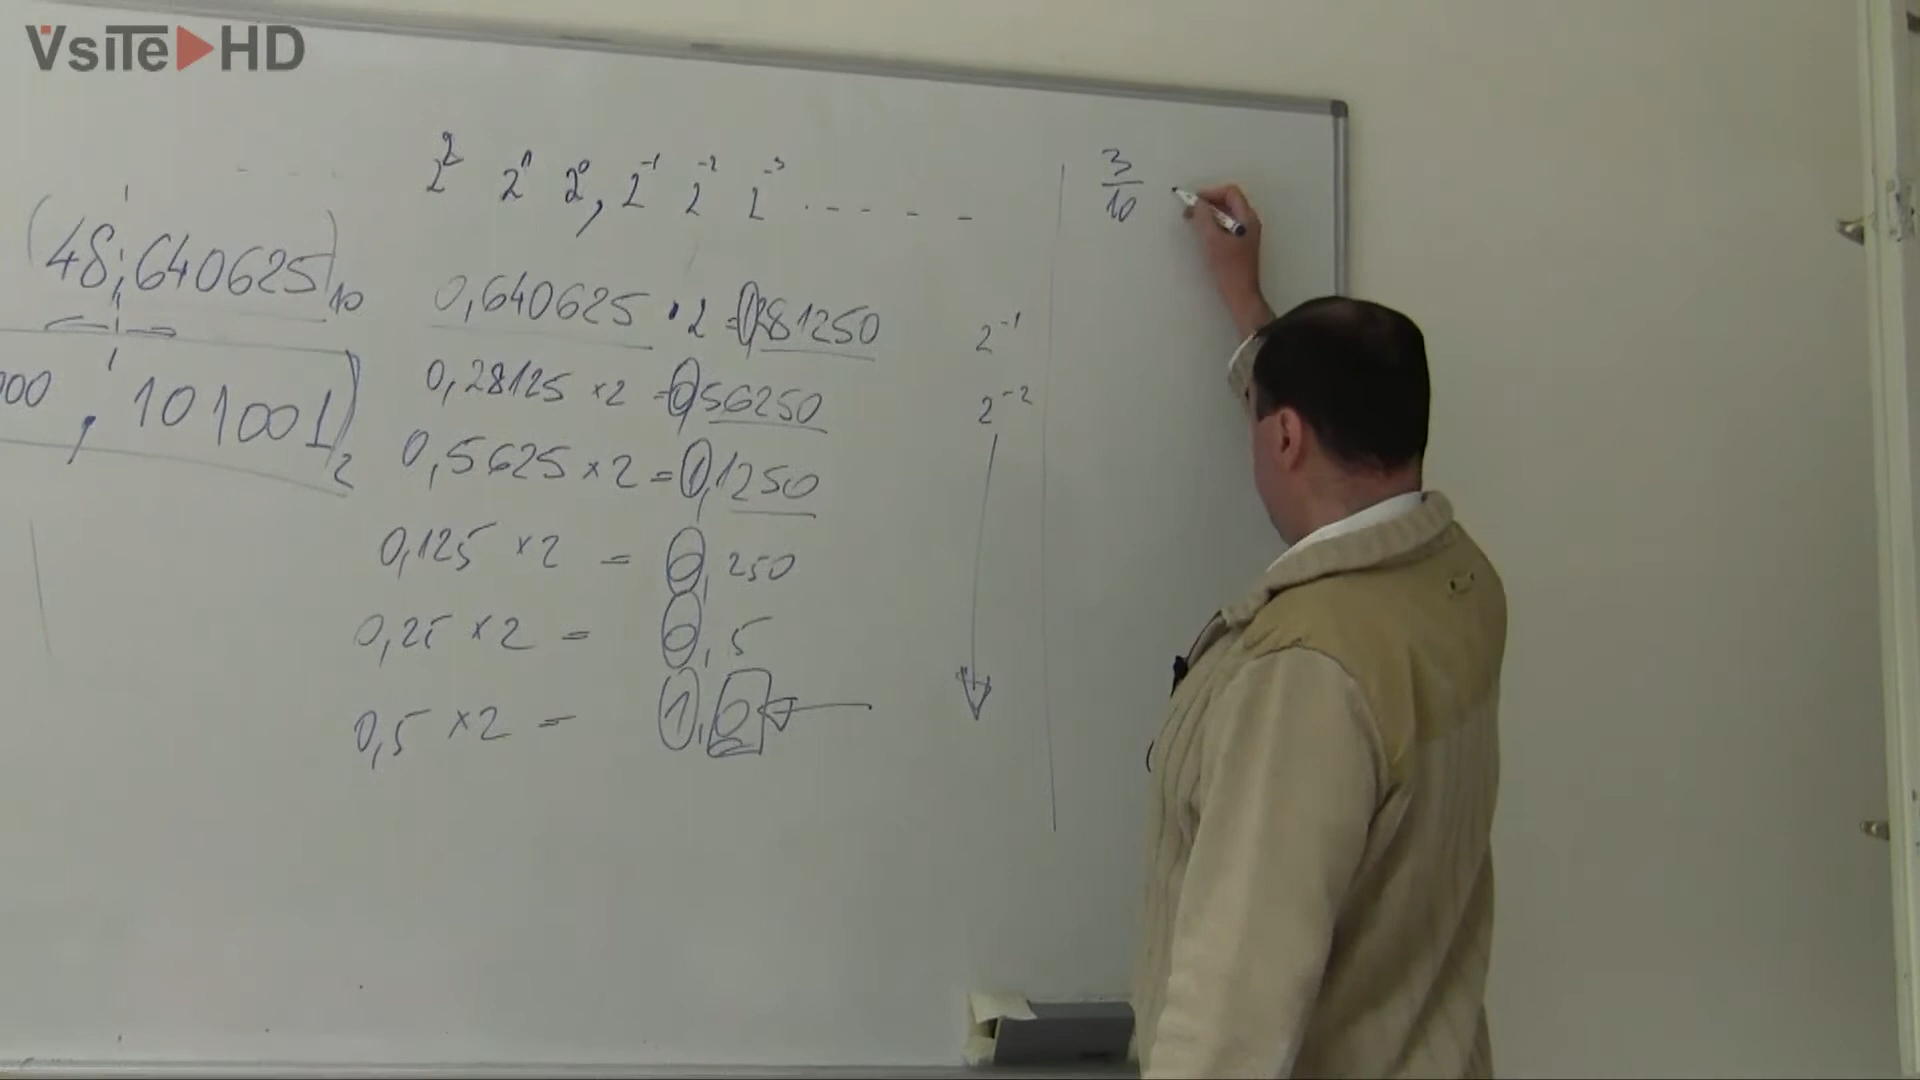 VsiTe HD
2² 2¹ 2⁰, 2⁻¹ 2⁻² 2⁻³ . - - - - -
(48,640625)₁₀
000, 101001)₂
0,640625 · 2 = 1,281250
0,28125 × 2 = 0,56250
0,5625 × 2 = 1,1250
0,125 × 2 = 0,250
0,25 × 2 = 0,5
0,5 × 2 = 1,0
2⁻¹
2⁻²
3/10